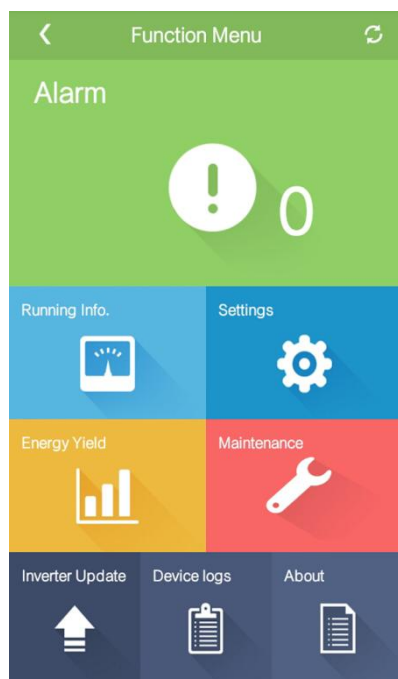 Function Menu
Alarm
0
Running Info.
Settings
Energy Yield
Maintenance
Inverter Update
Device logs
About